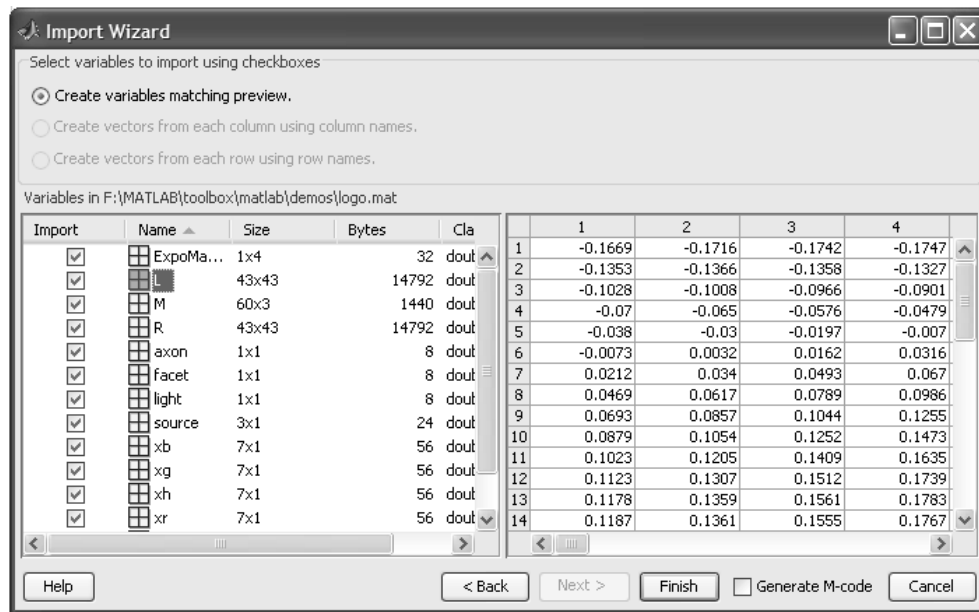 Import Wizard
Select variables to import using checkboxes
Create variables matching preview.
Create vectors from each column using column names.
Create vectors from each row using row names.
Variables in F:\MATLAB\toolbox\matlab\demos\logo.mat
Import Name Size Bytes Cla
ExpoMa... 1x4 32 doub
L 43x43 14792 doub
M 60x3 1440 doub
R 43x43 14792 doub
axon 1x1 8 doub
facet 1x1 8 doub
light 1x1 8 doub
source 3x1 24 doub
xb 7x1 56 doub
xg 7x1 56 doub
xh 7x1 56 doub
xr 7x1 56 doub
1 2 3 4
1 -0.1669 -0.1716 -0.1742 -0.1747
2 -0.1353 -0.1366 -0.1358 -0.1327
3 -0.1028 -0.1008 -0.0966 -0.0901
4 -0.07 -0.065 -0.0576 -0.0479
5 -0.038 -0.03 -0.0197 -0.007
6 -0.0073 0.0032 0.0162 0.0316
7 0.0212 0.034 0.0493 0.067
8 0.0469 0.0617 0.0789 0.0986
9 0.0693 0.0857 0.1044 0.1255
10 0.0879 0.1054 0.1252 0.1473
11 0.1023 0.1205 0.1409 0.1635
12 0.1123 0.1307 0.1512 0.1739
13 0.1178 0.1359 0.1561 0.1783
14 0.1187 0.1361 0.1555 0.1767
Help < Back Next > Finish Generate M-code Cancel